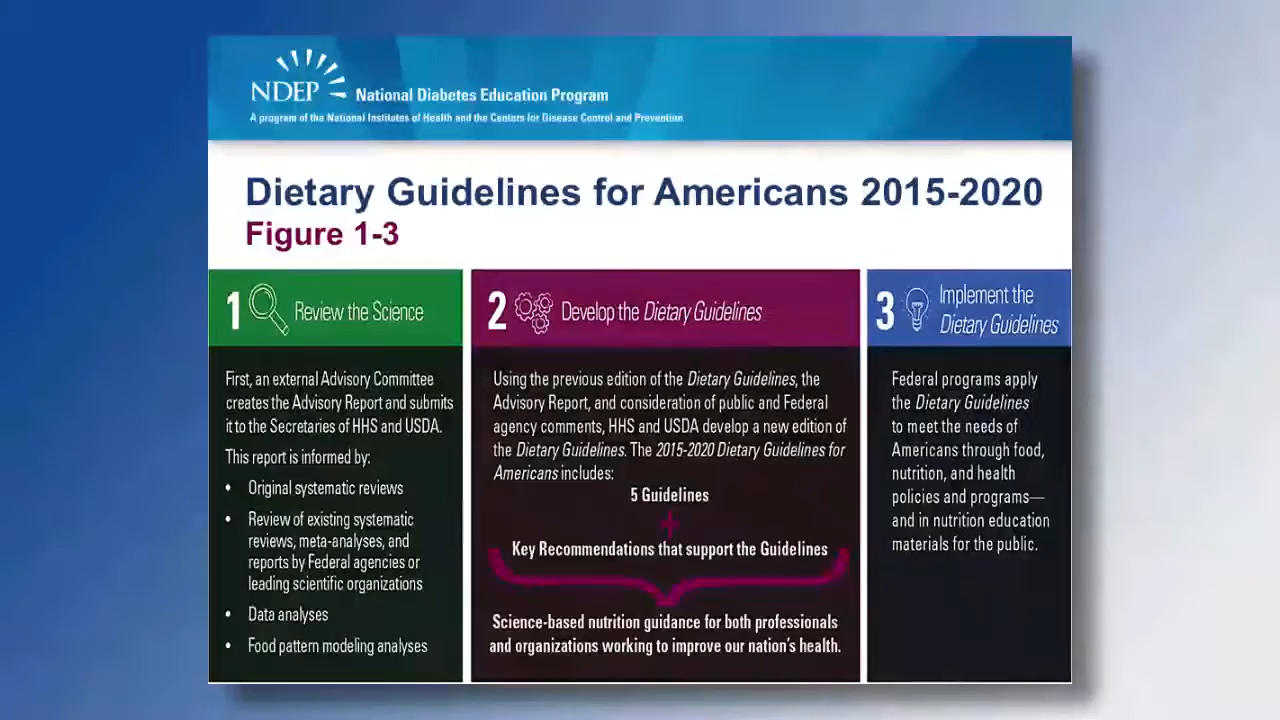 NDEP National Diabetes Education Program
A program of the National Institutes of Health and the Centers for Disease Control and Prevention
Dietary Guidelines for Americans 2015-2020
Figure 1-3
1 Review the Science
First, an external Advisory Committee
creates the Advisory Report and submits
it to the Secretaries of HHS and USDA.
This report is informed by:
• Original systematic reviews
• Review of existing systematic
reviews, meta-analyses, and
reports by Federal agencies or
leading scientific organizations
• Data analyses
• Food pattern modeling analyses
2 Develop the Dietary Guidelines
Using the previous edition of the Dietary Guidelines, the
Advisory Report, and consideration of public and Federal
agency comments, HHS and USDA develop a new edition of
the Dietary Guidelines. The 2015-2020 Dietary Guidelines for
Americans includes:
5 Guidelines
+
Key Recommendations that support the Guidelines
Science-based nutrition guidance for both professionals
and organizations working to improve our nation's health.
3 Implement the
Dietary Guidelines
Federal programs apply
the Dietary Guidelines
to meet the needs of
Americans through food,
nutrition, and health
policies and programs—
and in nutrition education
materials for the public.